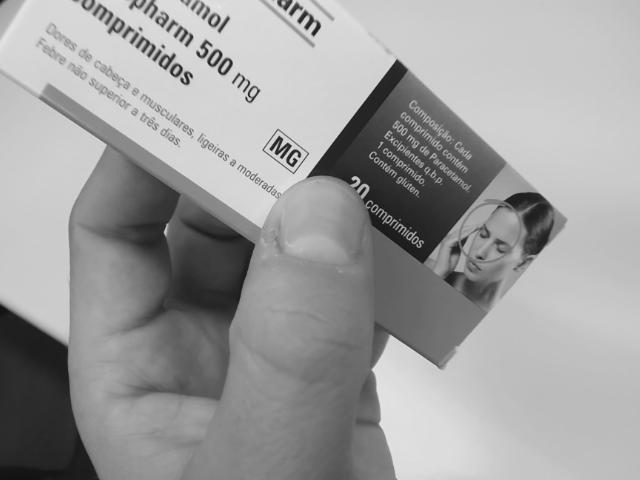 comprimidos
500 mg
Dores de cabeça e musculares, ligeiras a moderadas
Febre não superior a três dias.
MG
Composição: Cada
comprimido contém
500 mg de Paracetamol.
Excipientes q.b.p.
1 comprimido.
Contém glúten.
20 comprimidos